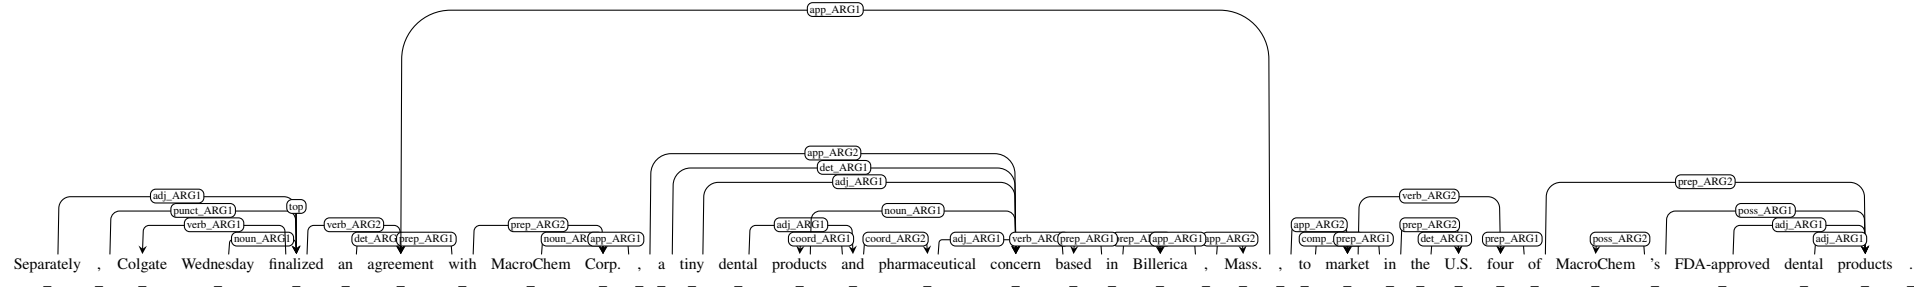 app_ARG1
app_ARG2
det_ARG1
adj_ARG1
adj_ARG1 prep_ARG2
verb_ARG2
punct_ARG1 top noun_ARG1 poss_ARG1
verb_ARG1 verb_ARG2 prep_ARG2 adj_ARG1 app_ARG2 prep_ARG2 adj_ARG1
noun_ARG1 prep_ARG1 app_ARG1 coord_ARG1 coord_ARG2 adj_ARG1 prep_ARG1 app_ARG1 app_ARG2 prep_ARG1 det_ARG1 prep_ARG1 poss_ARG2 adj_ARG1
Separately , Colgate Wednesday finalized an agreement with MacroChem Corp. , a tiny dental products and pharmaceutical concern based in Billerica , Mass. , to market in the U.S. four of MacroChem 's FDA-approved dental products .
_ _ _ _ _ _ _ _ _ _ _ _ _ _ _ _ _ _ _ _ _ _ _ _ _ _ _ _ _ _ _ _ _ _ _ _ _